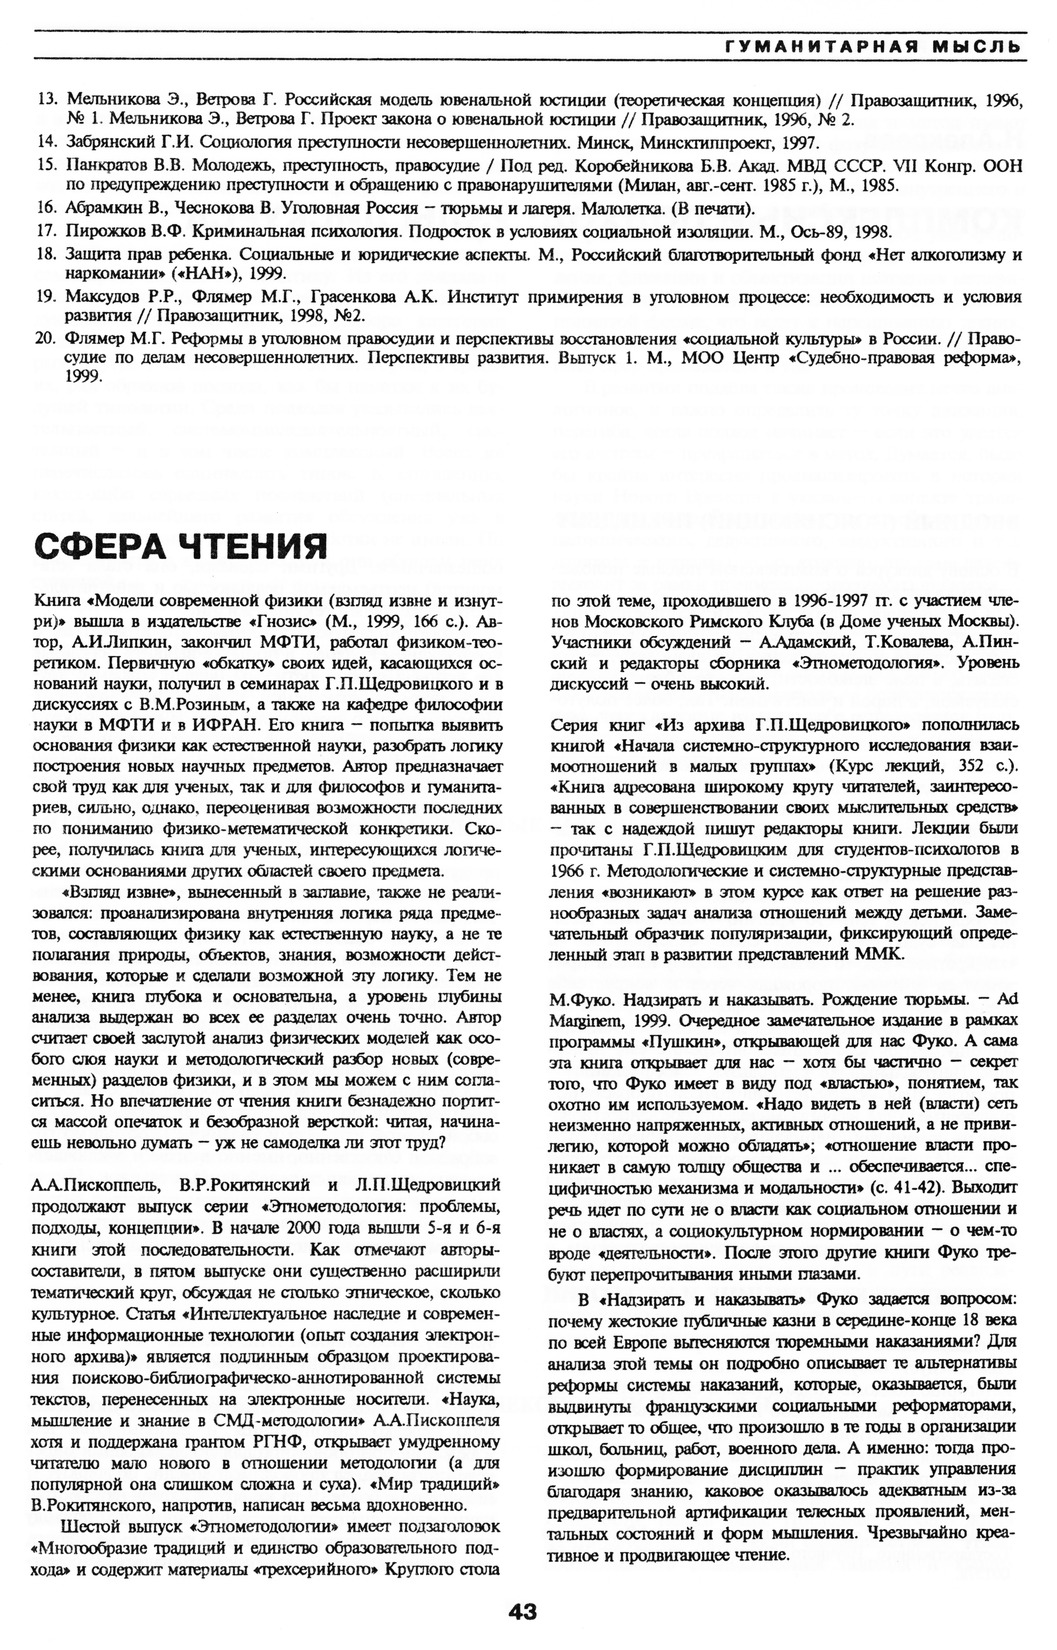 ГУМАНИТАРНАЯ МЫСЛЬ
13. Мельникова Э., Ветрова Г. Российская модель ювенальной юстиции (теоретическая концепция) // Правозащитник, 1996,
№ 1. Мельникова Э., Ветрова Г. Проект закона о ювенальной юстиции // Правозащитник, 1996, № 2.
14. Забрянский Г.И. Социология преступности несовершеннолетних. Минск, Минсктиппроект, 1997.
15. Панкратов В.В. Молодежь, преступность, правосудие / Под ред. Коробейникова Б.В. Акад. МВД СССР. VII Конгр. ООН
по предупреждению преступности и обращению с правонарушителями (Милан, авг.-сент. 1985 г.), М., 1985.
16. Абрамкин В., Чеснокова В. Уголовная Россия — тюрьмы и лагеря. Малолетка. (В печати).
17. Пирожков В.Ф. Криминальная психология. Подросток в условиях социальной изоляции. М., Ось-89, 1998.
18. Защита прав ребенка. Социальные и юридические аспекты. М., Российский благотворительный фонд «Нет алкоголизму и
наркомании» («НАН»), 1999.
19. Максудов Р.Р., Флямер М.Г., Грасенкова А.К. Институт примирения в уголовном процессе: необходимость и условия
развития // Правозащитник, 1998, №2.
20. Флямер М.Г. Реформы в уголовном правосудии и перспективы восстановления «социальной культуры» в России. // Право-
судие по делам несовершеннолетних. Перспективы развития. Выпуск 1. М., МОО Центр «Судебно-правовая реформа»,
1999.
СФЕРА ЧТЕНИЯ
Книга «Модели современной физики (взгляд извне и изнут-
ри)» вышла в издательстве «Гнозис» (М., 1999, 166 с.). Ав-
тор, А.И.Липкин, закончил МФТИ, работал физиком-тео-
ретиком. Первичную «обкатку» своих идей, касающихся ос-
нований науки, получил в семинарах Г.П.Щедровицкого и в
дискуссиях с В.М.Розиным, а также на кафедре философии
науки в МФТИ и в ИФРАН. Его книга — попытка выявить
основания физики как естественной науки, разобрать логику
построения новых научных предметов. Автор предназначает
свой труд как для ученых, так и для философов и гуманита-
риев, сильно, однако, переоценивая возможности последних
по пониманию физико-метематической конкретики. Ско-
рее, получилась книга для ученых, интересующихся логиче-
скими основаниями других областей своего предмета.
«Взгляд извне», вынесенный в заглавие, также не реали-
зовался: проанализирована внутренняя логика ряда предме-
тов, составляющих физику как естественную науку, а не те
полагания природы, объектов, знания, возможности дейст-
вования, которые и сделали возможной эту логику. Тем не
менее, книга глубока и основательна, а уровень глубины
анализа выдержан во всех ее разделах очень точно. Автор
считает своей заслугой анализ физических моделей как осо-
бого слоя науки и методологический разбор новых (совре-
менных) разделов физики, и в этом мы можем с ним согла-
ситься. Но впечатление от чтения книги безнадежно портит-
ся массой опечаток и безобразной версткой: читая, начина-
ешь невольно думать — уж не самоделка ли этот труд?
А.А.Пископпель, В.Р.Рокитянский и Л.П.Щедровицкий
продолжают выпуск серии «Этнометодология: проблемы,
подходы, концепции». В начале 2000 года вышли 5-я и 6-я
книги этой последовательности. Как отмечают авторы-
составители, в пятом выпуске они существенно расширили
тематический круг, обсуждая не столько этническое, сколько
культурное. Статья «Интеллектуальное наследие и современ-
ные информационные технологии (опыт создания электрон-
ного архива)» является подлинным образцом проектирова-
ния поисково-библиографическо-аннотированной системы
текстов, перенесенных на электронные носители. «Наука,
мышление и знание в СМД-методологии» А.А.Пископпеля
хотя и поддержана грантом РГНФ, открывает умудренному
читателю мало нового в отношении методологии (а для
популярной она слишком сложна и суха). «Мир традиций»
В.Рокитянского, напротив, написан весьма вдохновенно.
Шестой выпуск «Этнометодологии» имеет подзаголовок
«Многообразие традиций и единство образовательного под-
хода» и содержит материалы «трехсерийного» Круглого стола
по этой теме, проходившего в 1996-1997 гг. с участием чле-
нов Московского Римского Клуба (в Доме ученых Москвы).
Участники обсуждений — А.Адамский, Т.Ковалева, А.Пин-
ский и редакторы сборника «Этнометодология». Уровень
дискуссий — очень высокий.
Серия книг «Из архива Г.П.Щедровицкого» пополнилась
книгой «Начала системно-структурного исследования взаи-
моотношений в малых группах» (Курс лекций, 352 с.).
«Книга адресована широкому кругу читателей, заинтересо-
ванных в совершенствовании своих мыслительных средств»
— так с надеждой пишут редакторы книги. Лекции были
прочитаны Г.П.Щедровицким для студентов-психологов в
1966 г. Методологические и системно-структурные представ-
ления «возникают» в этом курсе как ответ на решение раз-
нообразных задач анализа отношений между детьми. Заме-
чательный образчик популяризации, фиксирующий опреде-
ленный этап в развитии представлений ММК.
М.Фуко. Надзирать и наказывать. Рождение тюрьмы. — Ad
Marginem, 1999. Очередное замечательное издание в рамках
программы «Пушкин», открывающей для нас Фуко. А сама
эта книга открывает для нас — хотя бы частично — секрет
того, что Фуко имеет в виду под «властью», понятием, так
охотно им используемом. «Надо видеть в ней (власти) сеть
неизменно напряженных, активных отношений, а не приви-
легию, которой можно обладать»; «отношение власти про-
никает в самую толщу общества и ... обеспечивается... спе-
цифичностью механизма и модальности» (с. 41-42). Выходит
речь идет по сути не о власти как социальном отношении и
не о властях, а социокультурном нормировании — о чем-то
вроде «деятельности». После этого другие книги Фуко тре-
буют перепрочитывания иными глазами.
В «Надзирать и наказывать» Фуко задается вопросом:
почему жестокие публичные казни в середине-конце 18 века
по всей Европе вытесняются тюремными наказаниями? Для
анализа этой темы он подробно описывает те альтернативы
реформы системы наказаний, которые, оказывается, были
выдвинуты французскими социальными реформаторами,
открывает то общее, что произошло в те годы в организации
школ, больниц, работ, военного дела. А именно: тогда про-
изошло формирование дисциплин — практик управления
благодаря знанию, каковое оказывалось адекватным из-за
предварительной артификации телесных проявлений, мен-
тальных состояний и форм мышления. Чрезвычайно креа-
тивное и продвигающее чтение.
43